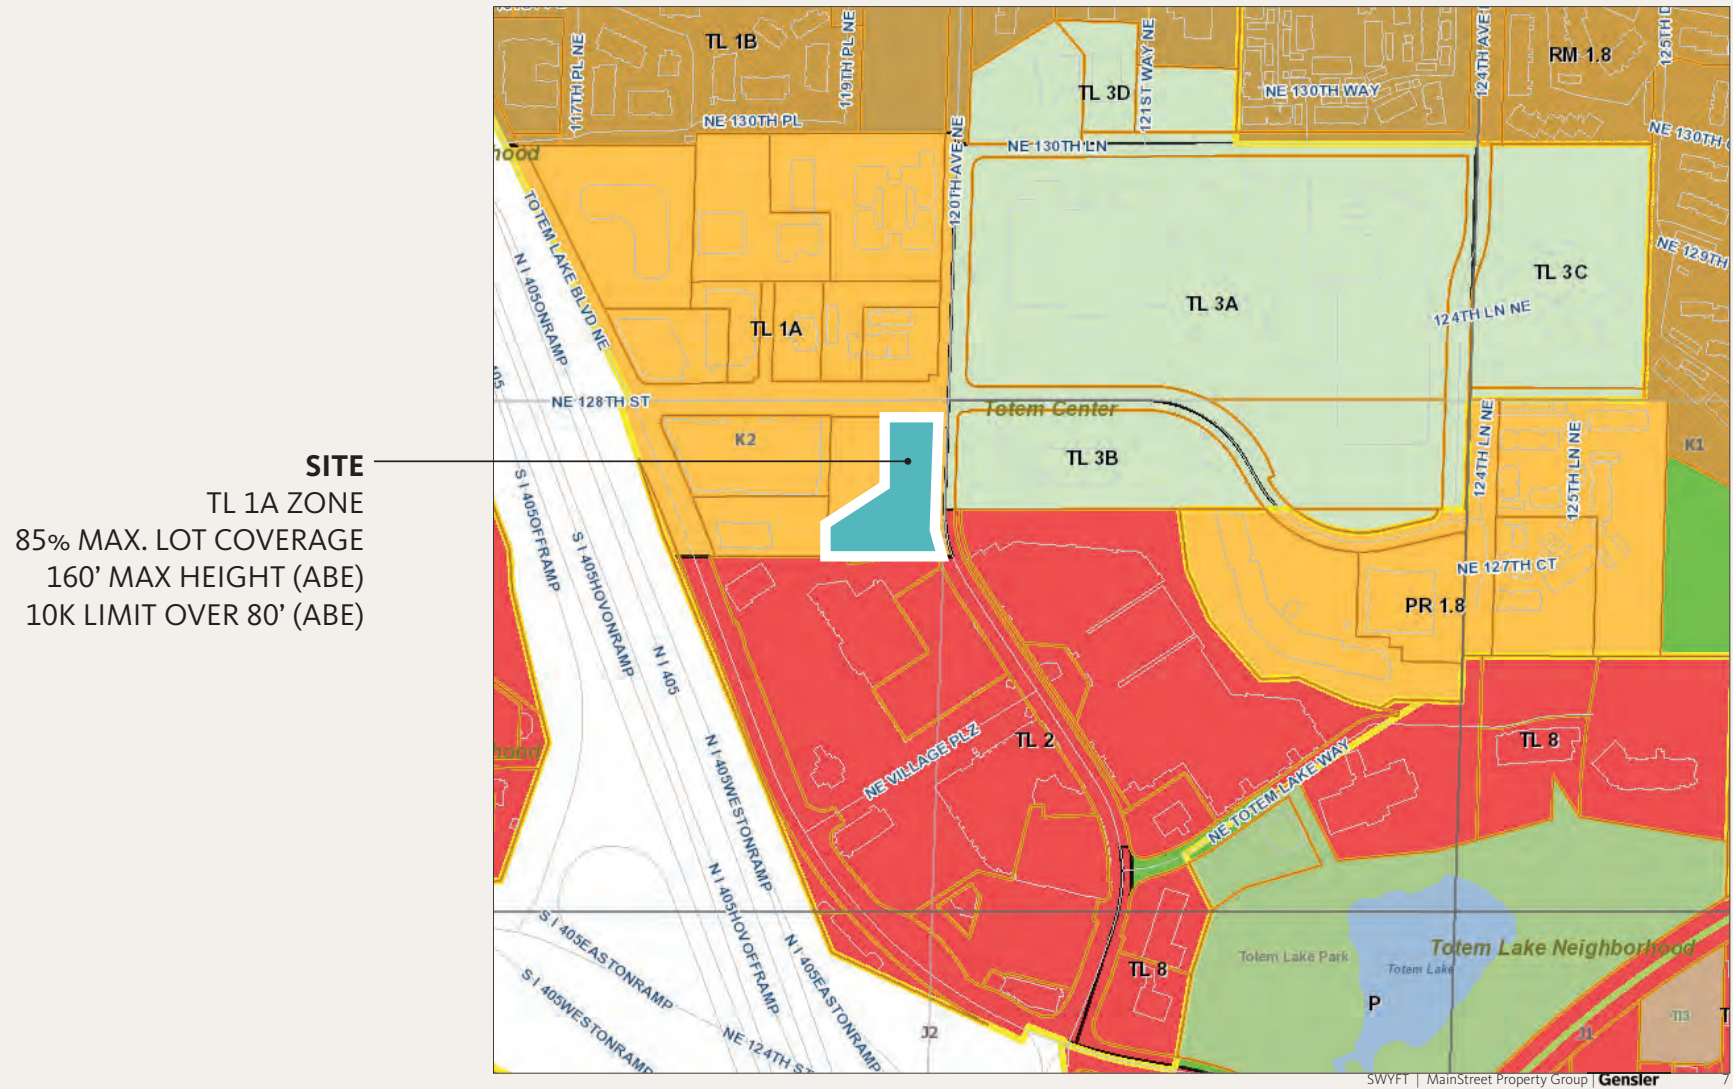 SITE
TL 1A ZONE
85% MAX. LOT COVERAGE
160’ MAX HEIGHT (ABE)
10K LIMIT OVER 80’ (ABE)
TL 1B
117TH PL NE
119TH PL NE
NE 130TH PL
120TH AVE NE
TL 3D
121ST WAY NE
NE 130TH WAY
124TH AVE
RM 1.8
125TH
NE 130TH
NE 130TH LN
hood
TOTEM LAKE BLVD NE
N I 405ONRAMP
TL 3A
TL 3C
NE 129TH
124TH LN NE
TL 1A
405
NE 128TH ST
Totem Center
K2
TL 3B
124TH LN NE
125TH LN NE
K1
S I 405OFFRAMP
S I 405HOVONRAMP
N I 405
NE 127TH CT
PR 1.8
hood
N I 405WESTONRAMP
NE VILLAGE PLZ
TL 2
NE TOTEM LAKE WAY
TL 8
N I 405HOVOFFRAMP
N I 405EASTONRAMP
S I 405EASTONRAMP
S I 405WESTONRAMP
NE 124TH ST
J2
TL 8
Totem Lake Park
Totem Lake Neighborhood
Totem Lake
P
J1
T
SWYFT | MainStreet Property Group | Gensler 7